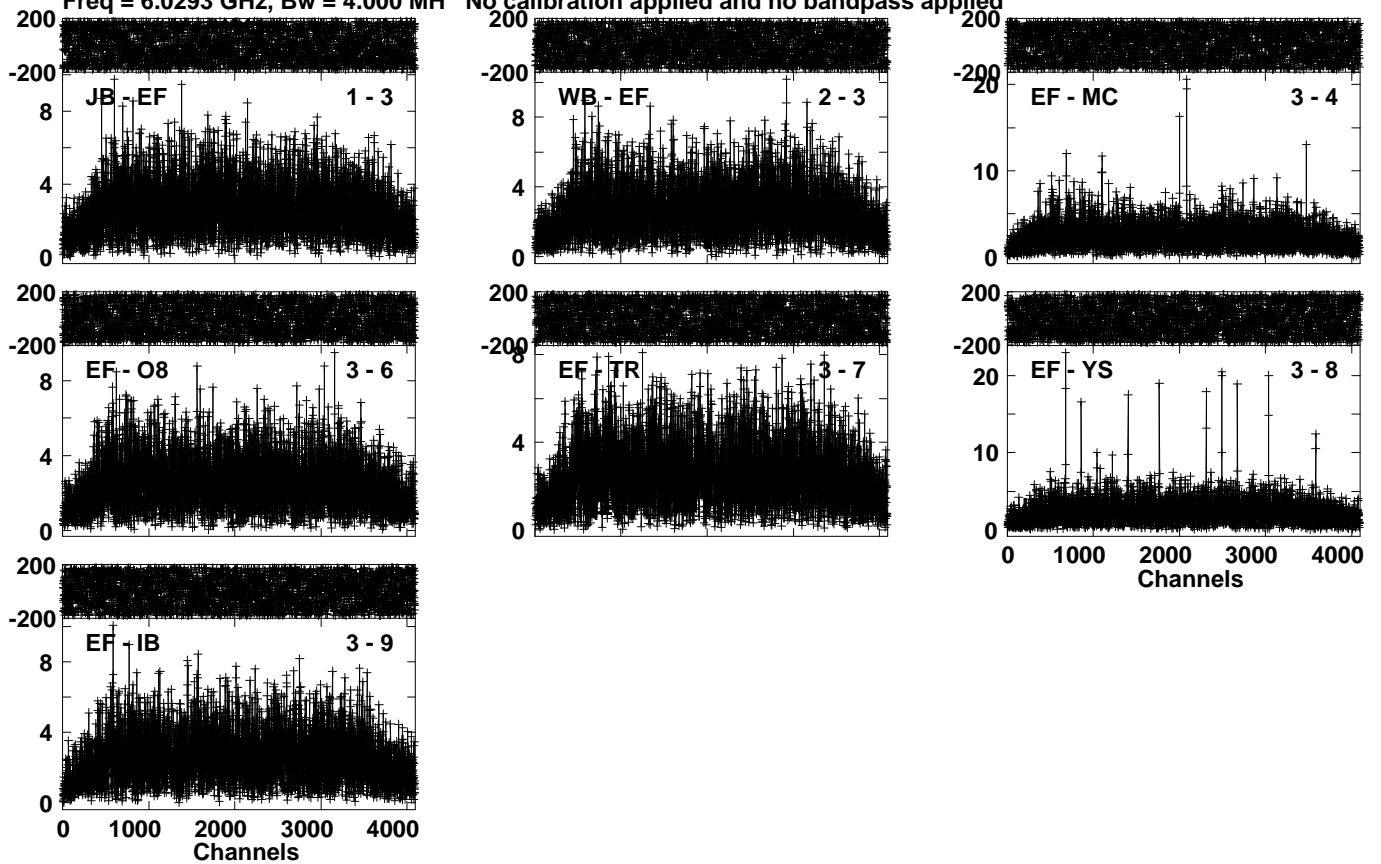 Freq = 6.0293 GHz, Bw = 4.000 MH No calibration applied and no bandpass applied
200
-200
JB - EF 1 - 3
8
4
0
200
-200
WB - EF 2 - 3
8
4
0
200
-200
20
EF - MC 3 - 4
10
0
200
-200
EF - O8 3 - 6
8
4
0
200
-200
8
EF - TR 3 - 7
4
0
200
-200
EF - YS 3 - 8
20
10
0
0 1000 2000 3000 4000
Channels
200
-200
EF - IB 3 - 9
8
4
0
0 1000 2000 3000 4000
Channels